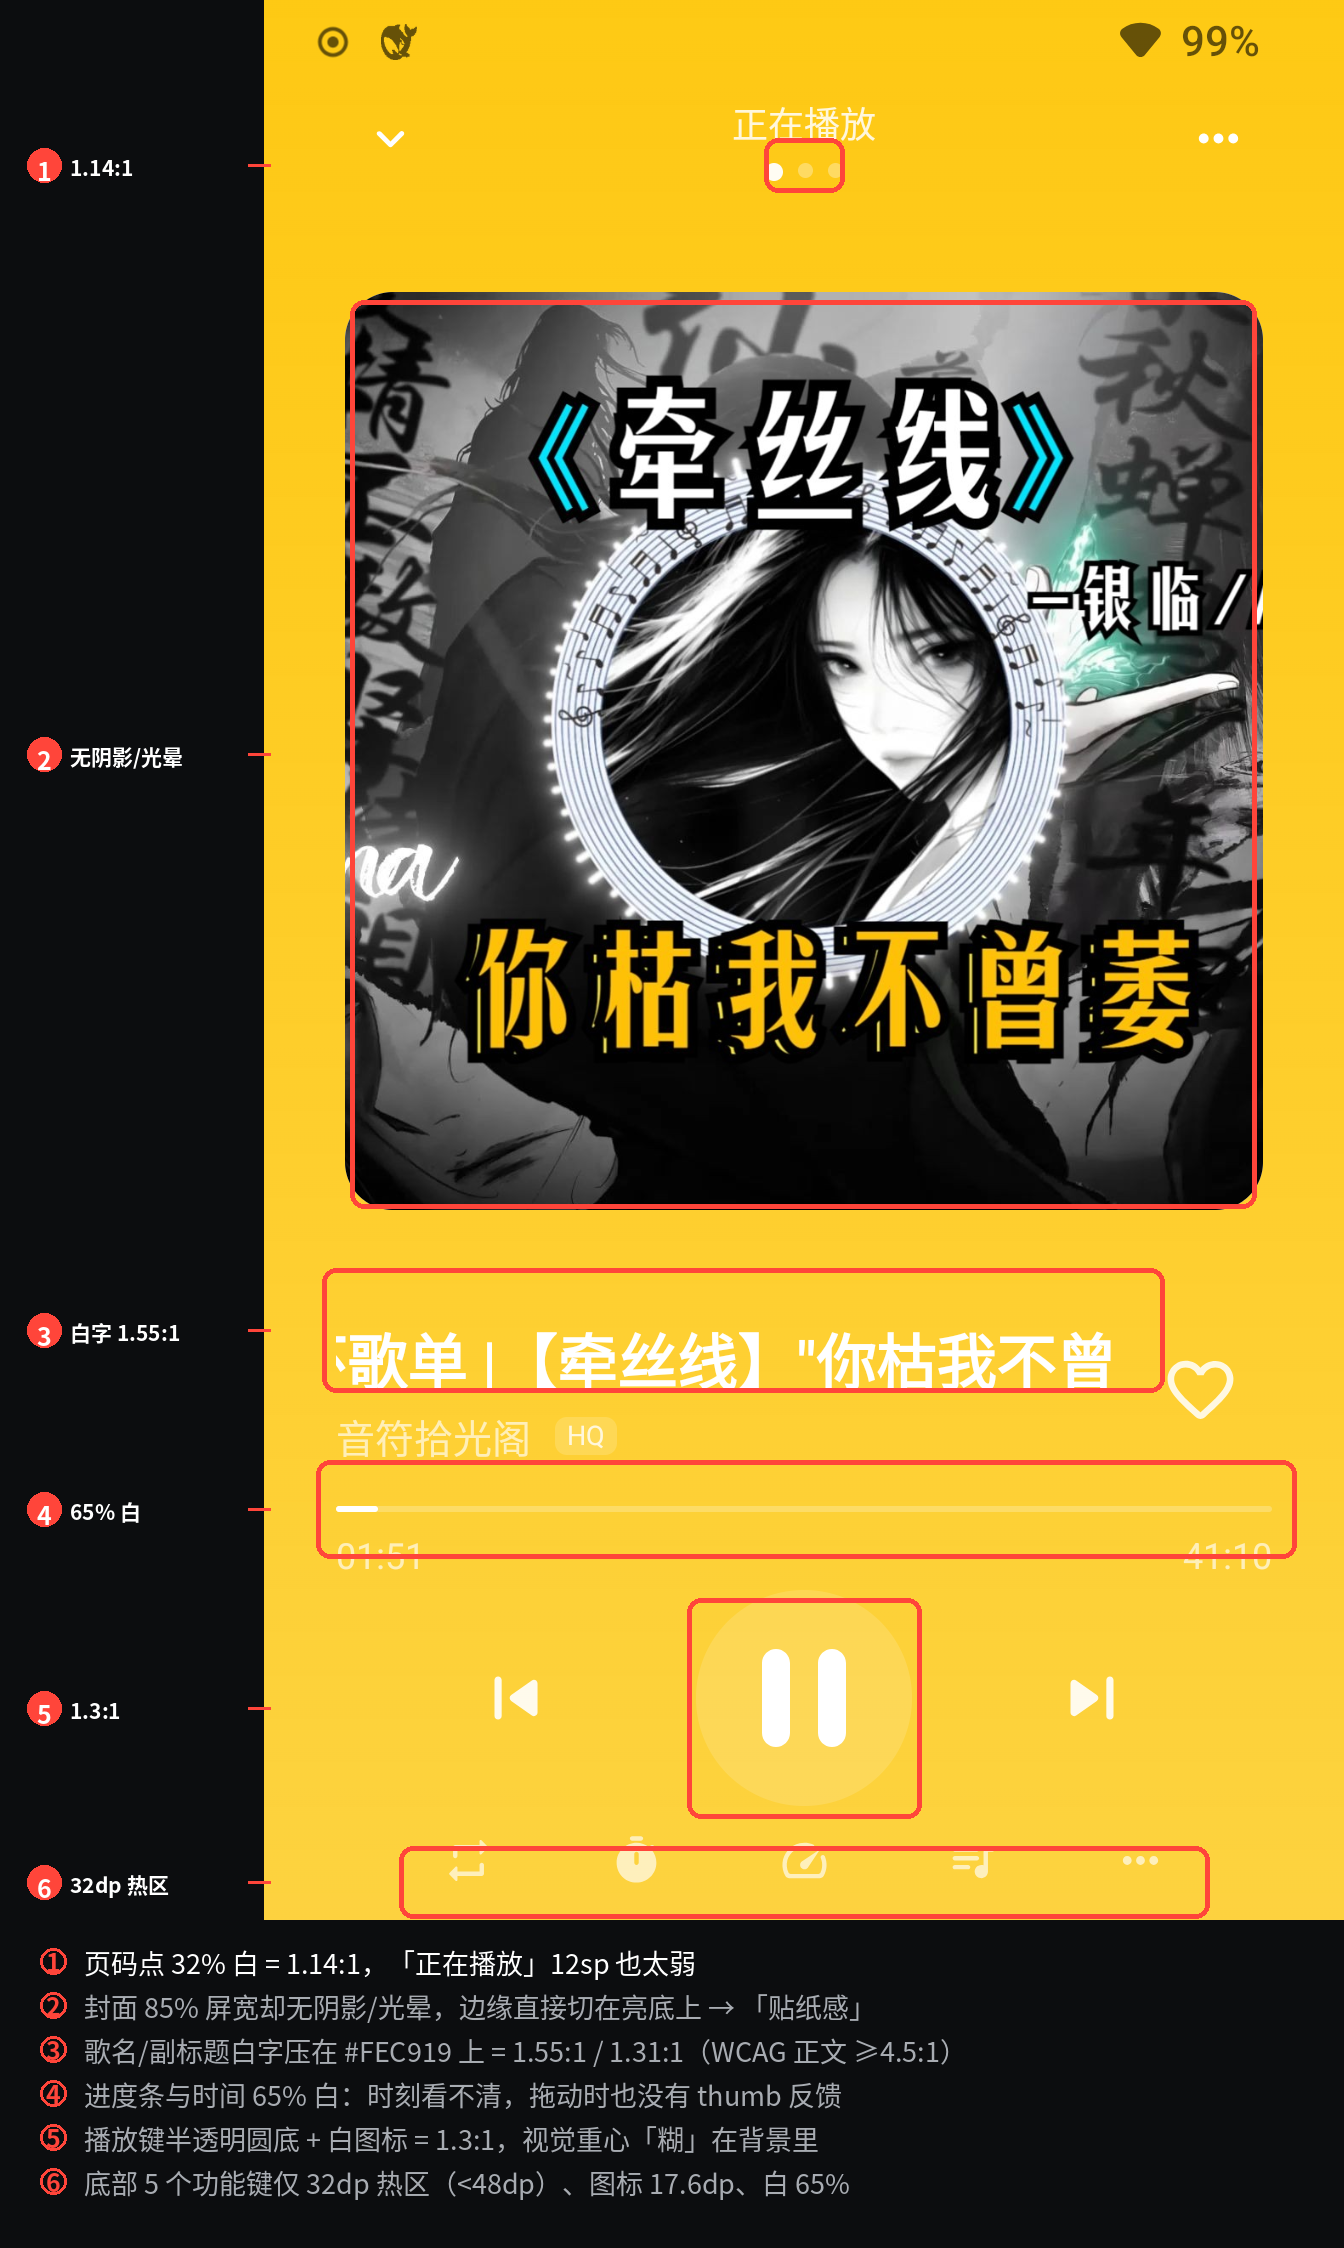 99%
正在播放
1 1.14:1
《牵丝线》
一银临/
2 无阴影/光晕
na
你枯我不曾萎
3 白字 1.55:1
歌单 | 【牵丝线】"你枯我不曾
音符拾光阁 HQ
4 65% 白
01:51 41:10
5 1.3:1
6 32dp 热区
① 页码点 32% 白 = 1.14:1，「正在播放」12sp 也太弱
② 封面 85% 屏宽却无阴影/光晕，边缘直接切在亮底上 → 「贴纸感」
③ 歌名/副标题白字压在 #FEC919 上 = 1.55:1 / 1.31:1（WCAG 正文 ≥4.5:1）
④ 进度条与时间 65% 白：时刻看不清，拖动时也没有 thumb 反馈
⑤ 播放键半透明圆底 + 白图标 = 1.3:1，视觉重心「糊」在背景里
⑥ 底部 5 个功能键仅 32dp 热区（<48dp）、图标 17.6dp、白 65%